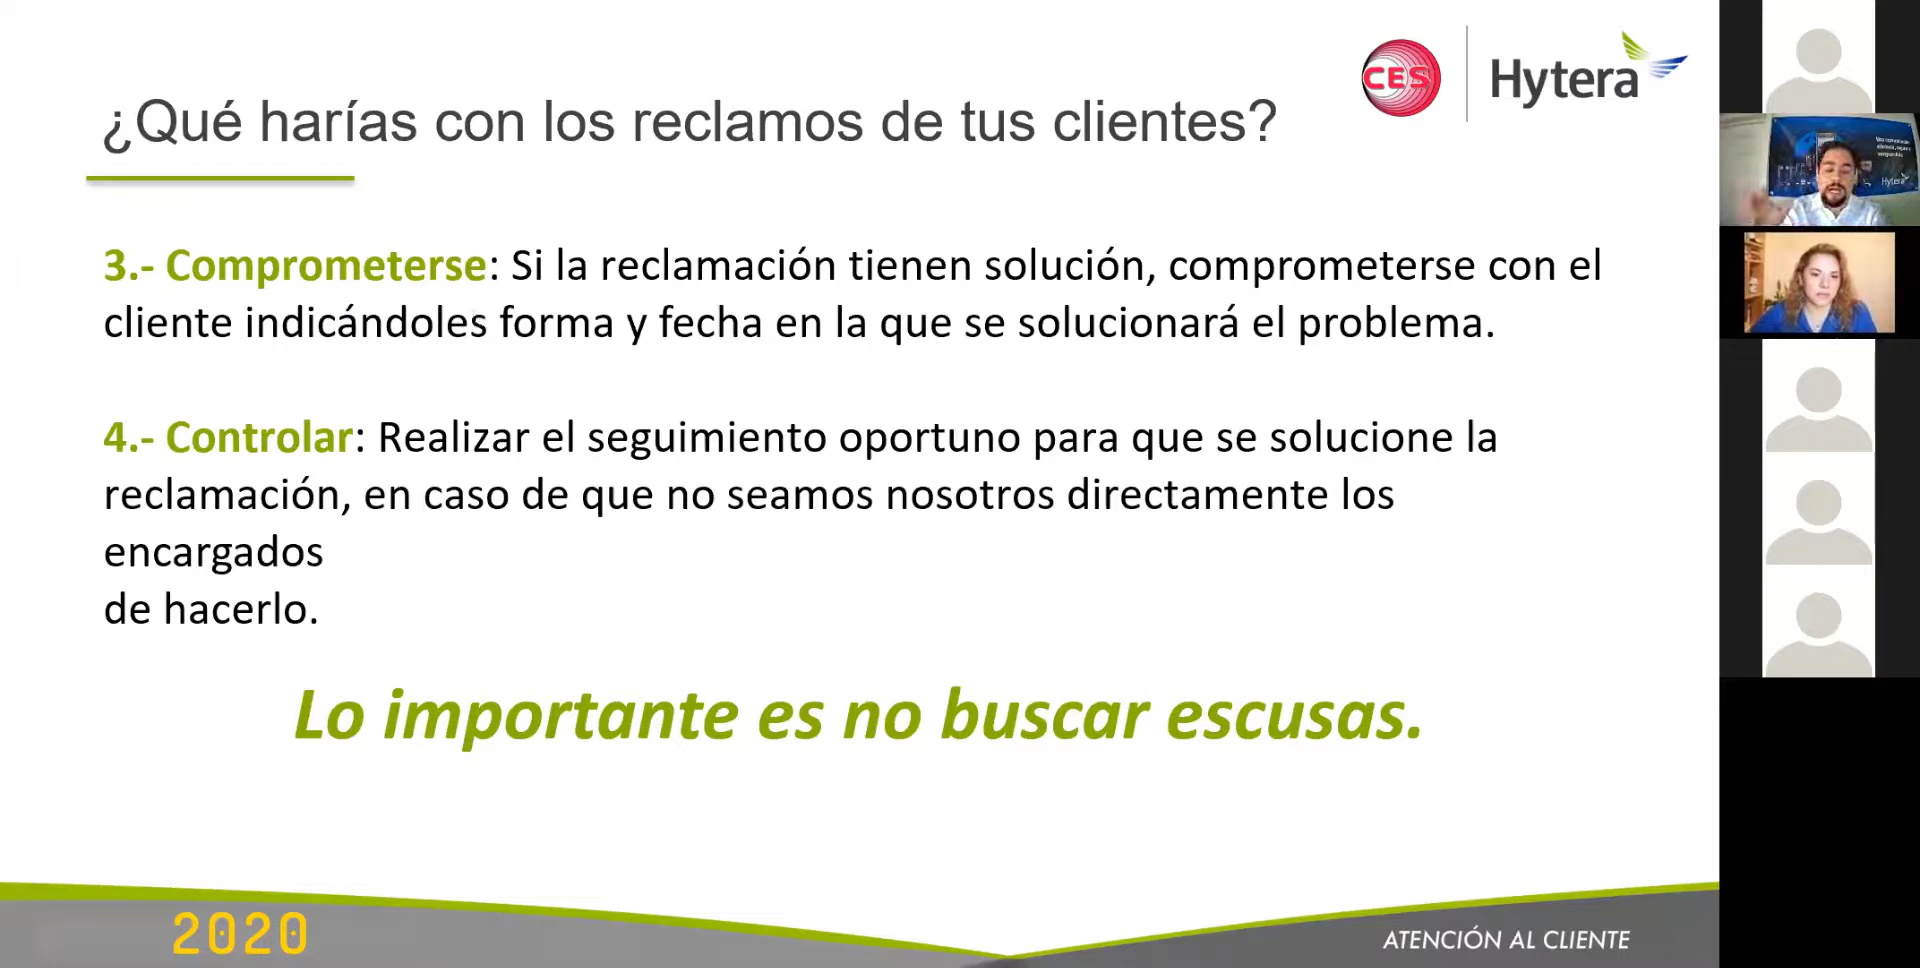 CES
Hytera
¿Qué harías con los reclamos de tus clientes?
3.- Comprometerse: Si la reclamación tienen solución, comprometerse con el
cliente indicándoles forma y fecha en la que se solucionará el problema.
4.- Controlar: Realizar el seguimiento oportuno para que se solucione la
reclamación, en caso de que no seamos nosotros directamente los
encargados
de hacerlo.
Lo importante es no buscar escusas.
2020
ATENCIÓN AL CLIENTE
Hytera